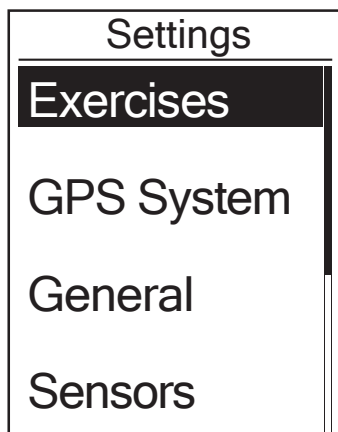 Settings
Exercises
GPS System
General
Sensors